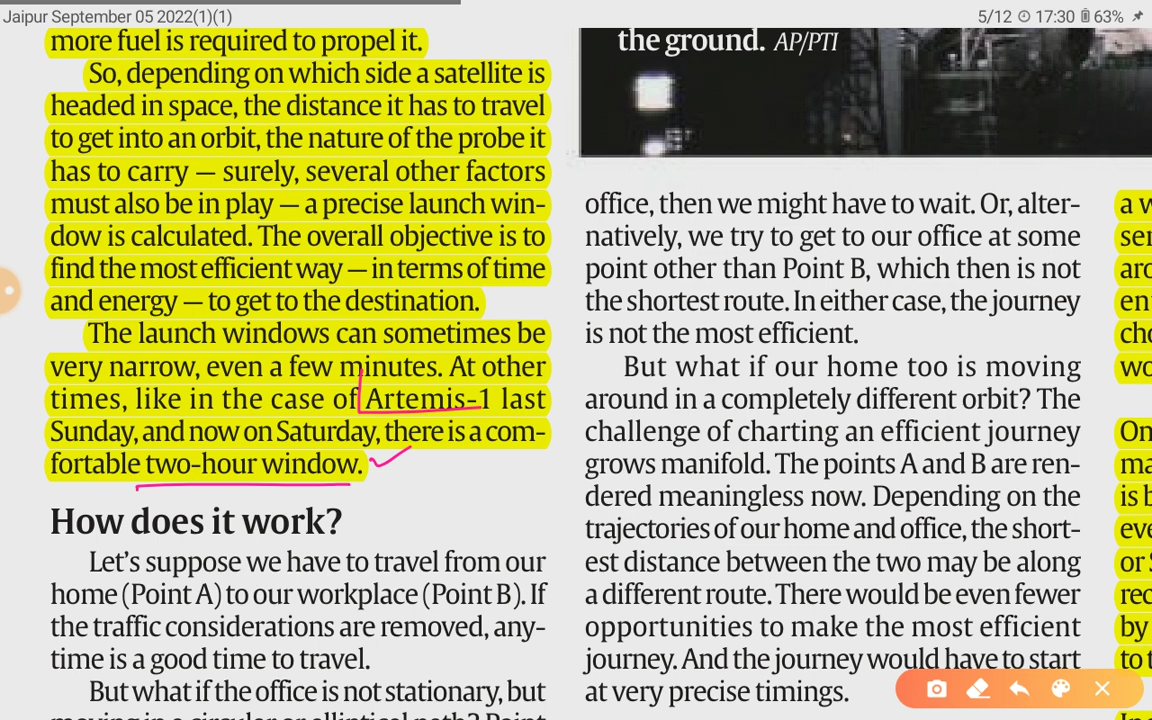 Jaipur September 05 2022(1)(1)
5/12 17:30 63%
more fuel is required to propel it.
So, depending on which side a satellite is
headed in space, the distance it has to travel
to get into an orbit, the nature of the probe it
has to carry — surely, several other factors
must also be in play — a precise launch win-
dow is calculated. The overall objective is to
find the most efficient way — in terms of time
and energy — to get to the destination.
The launch windows can sometimes be
very narrow, even a few minutes. At other
times, like in the case of Artemis-1 last
Sunday, and now on Saturday, there is a com-
fortable two-hour window.
How does it work?
Let's suppose we have to travel from our
home (Point A) to our workplace (Point B). If
the traffic considerations are removed, any-
time is a good time to travel.
But what if the office is not stationary, but
moving in a circular or elliptical path? Point
the ground. AP/PTI
office, then we might have to wait. Or, alter-
natively, we try to get to our office at some
point other than Point B, which then is not
the shortest route. In either case, the journey
is not the most efficient.
But what if our home too is moving
around in a completely different orbit? The
challenge of charting an efficient journey
grows manifold. The points A and B are ren-
dered meaningless now. Depending on the
trajectories of our home and office, the short-
est distance between the two may be along
a different route. There would be even fewer
opportunities to make the most efficient
journey. And the journey would have to start
at very precise timings.
a
On
is
or
by
to